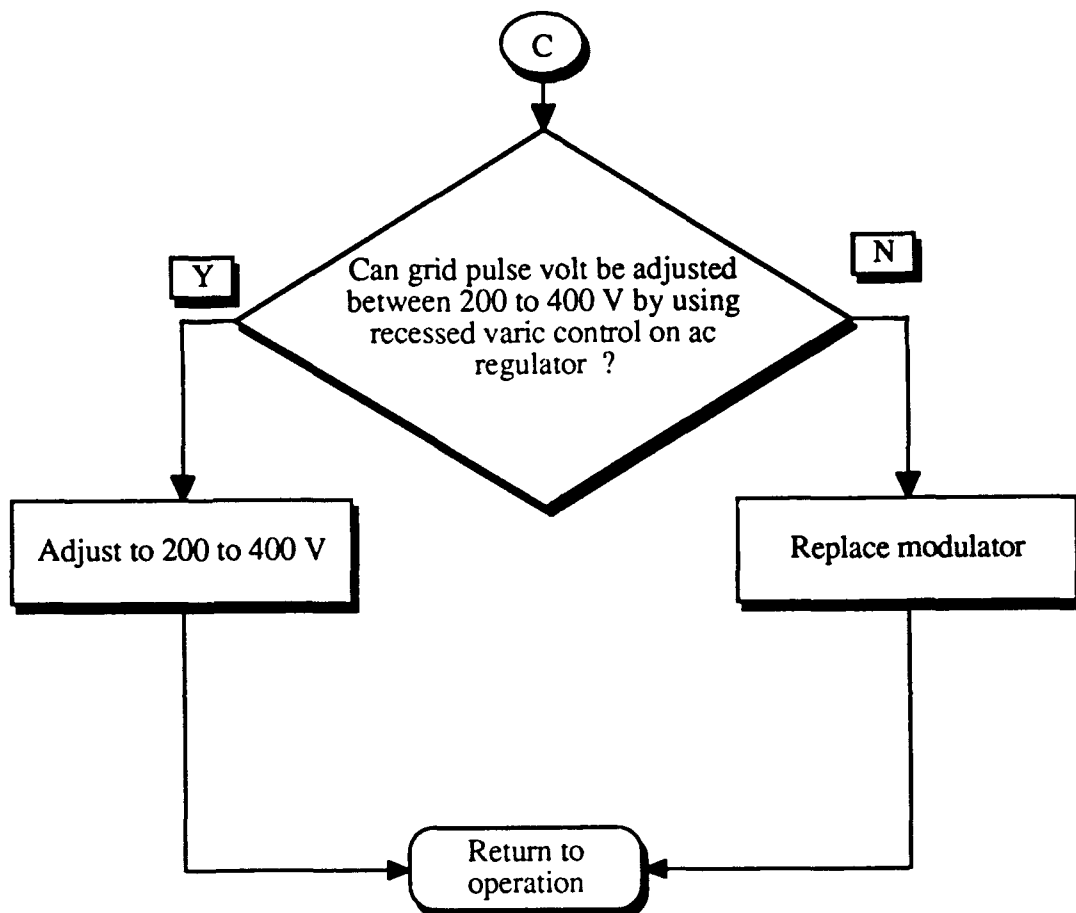 C
Y
N
Can grid pulse volt be adjusted
between 200 to 400 V by using
recessed varic control on ac
regulator ?
Adjust to 200 to 400 V
Replace modulator
Return to
operation